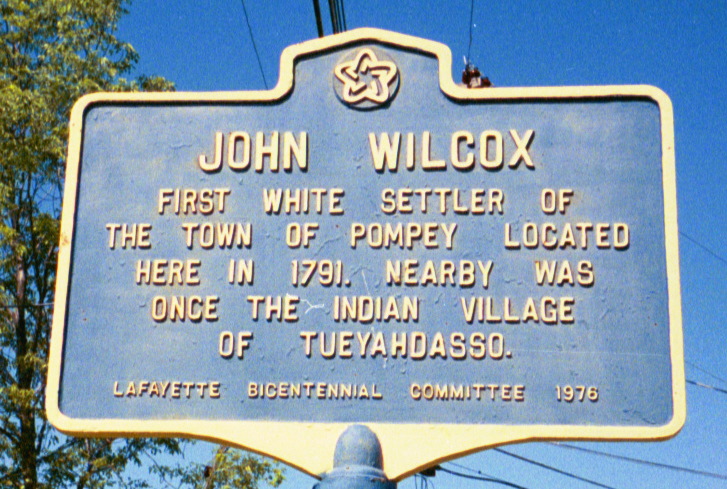 JOHN WILCOX
FIRST WHITE SETTLER OF
THE TOWN OF POMPEY LOCATED
HERE IN 1791. NEARBY WAS
ONCE THE INDIAN VILLAGE
OF TUEYAHDASSO.
LAFAYETTE BICENTENNIAL COMMITTEE 1976